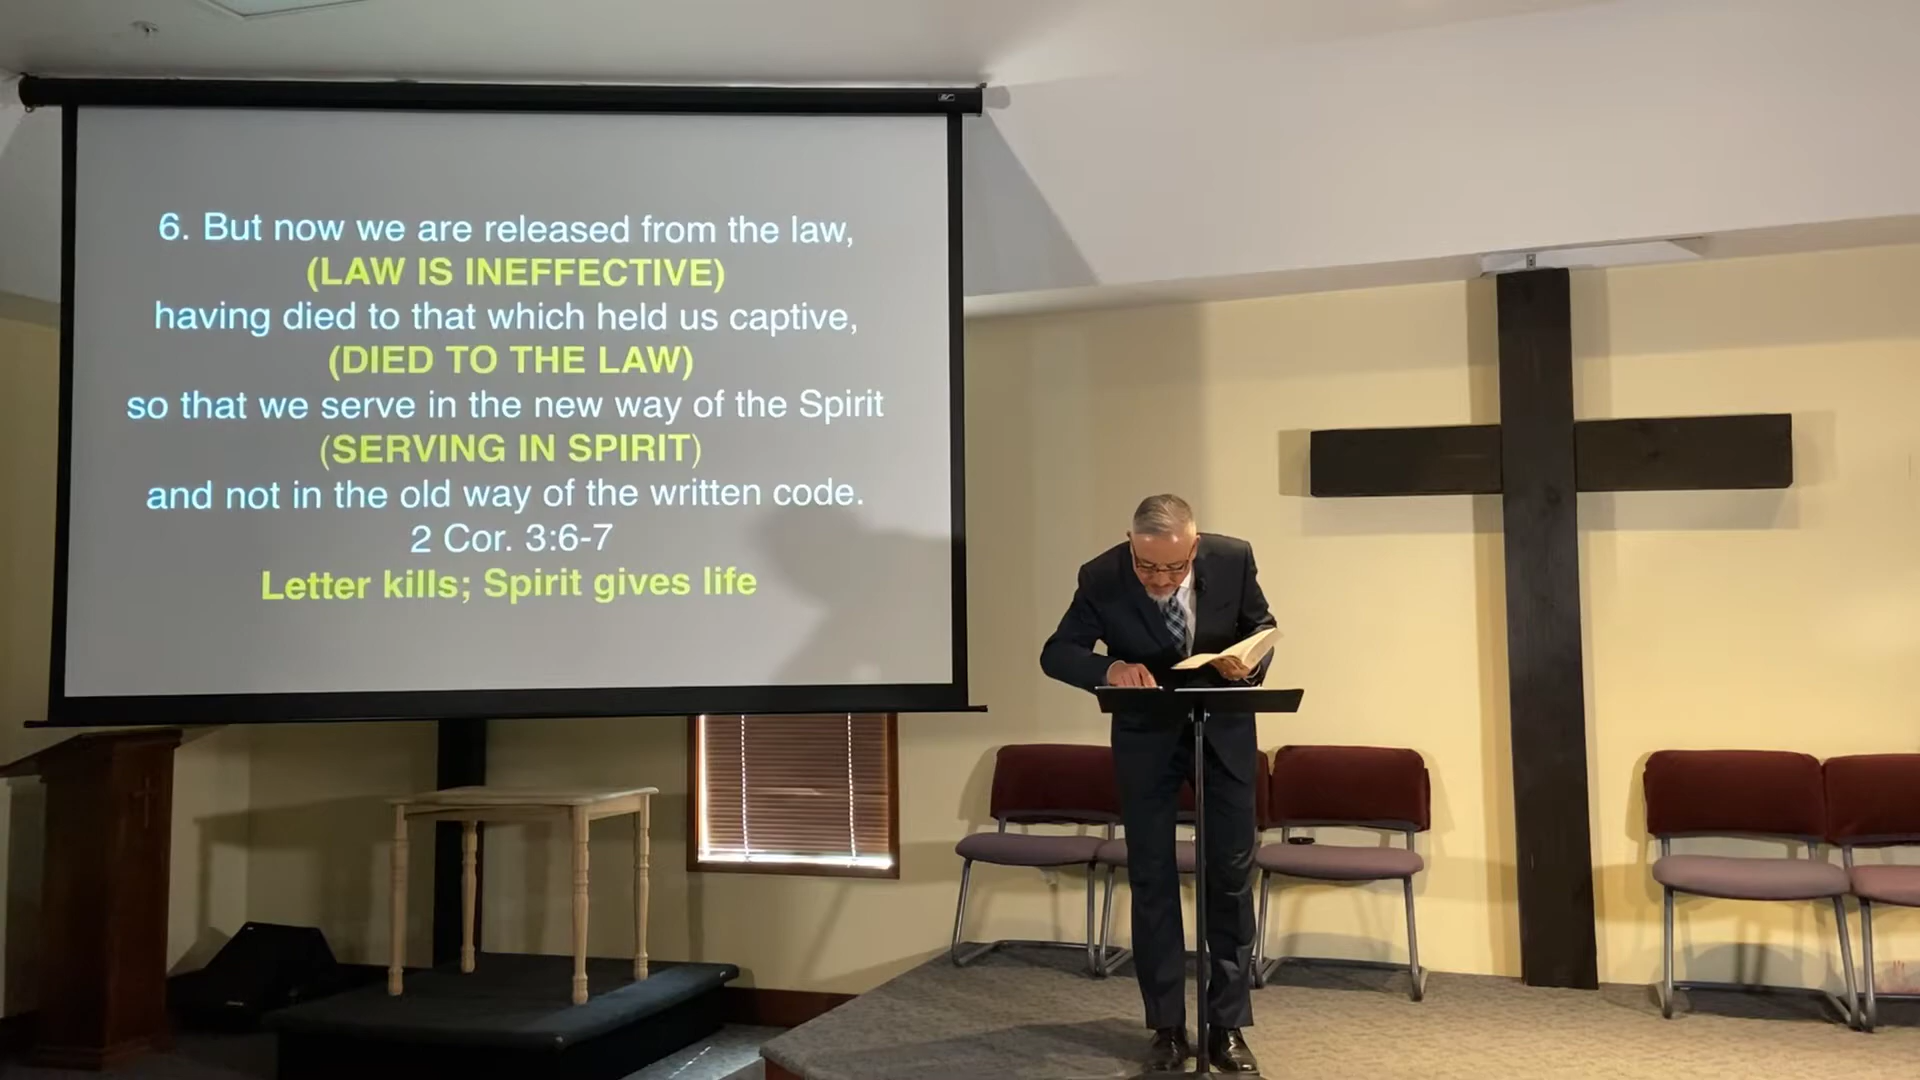 6. But now we are released from the law,
(LAW IS INEFFECTIVE)
having died to that which held us captive,
(DIED TO THE LAW)
so that we serve in the new way of the Spirit
(SERVING IN SPIRIT)
and not in the old way of the written code.
2 Cor. 3:6-7
Letter kills; Spirit gives life